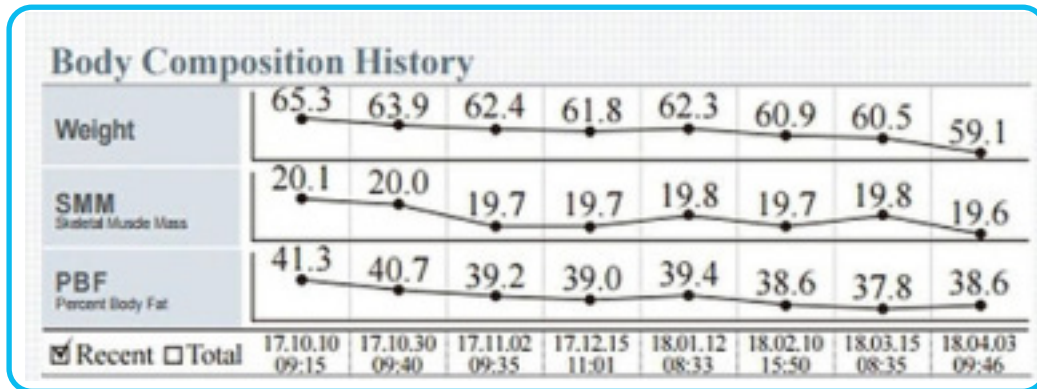 Body Composition History
Weight 65.3 63.9 62.4 61.8 62.3 60.9 60.5 59.1
SMM 20.1 20.0 19.7 19.7 19.8 19.7 19.8 19.6
Skeletal Muscle Mass
PBF 41.3 40.7 39.2 39.0 39.4 38.6 37.8 38.6
Percent Body Fat
Recent Total 17.10.10 17.10.30 17.11.02 17.12.15 18.01.12 18.02.10 18.03.15 18.04.03
09:15 09:40 09:35 11:01 08:33 15:50 08:35 09:46